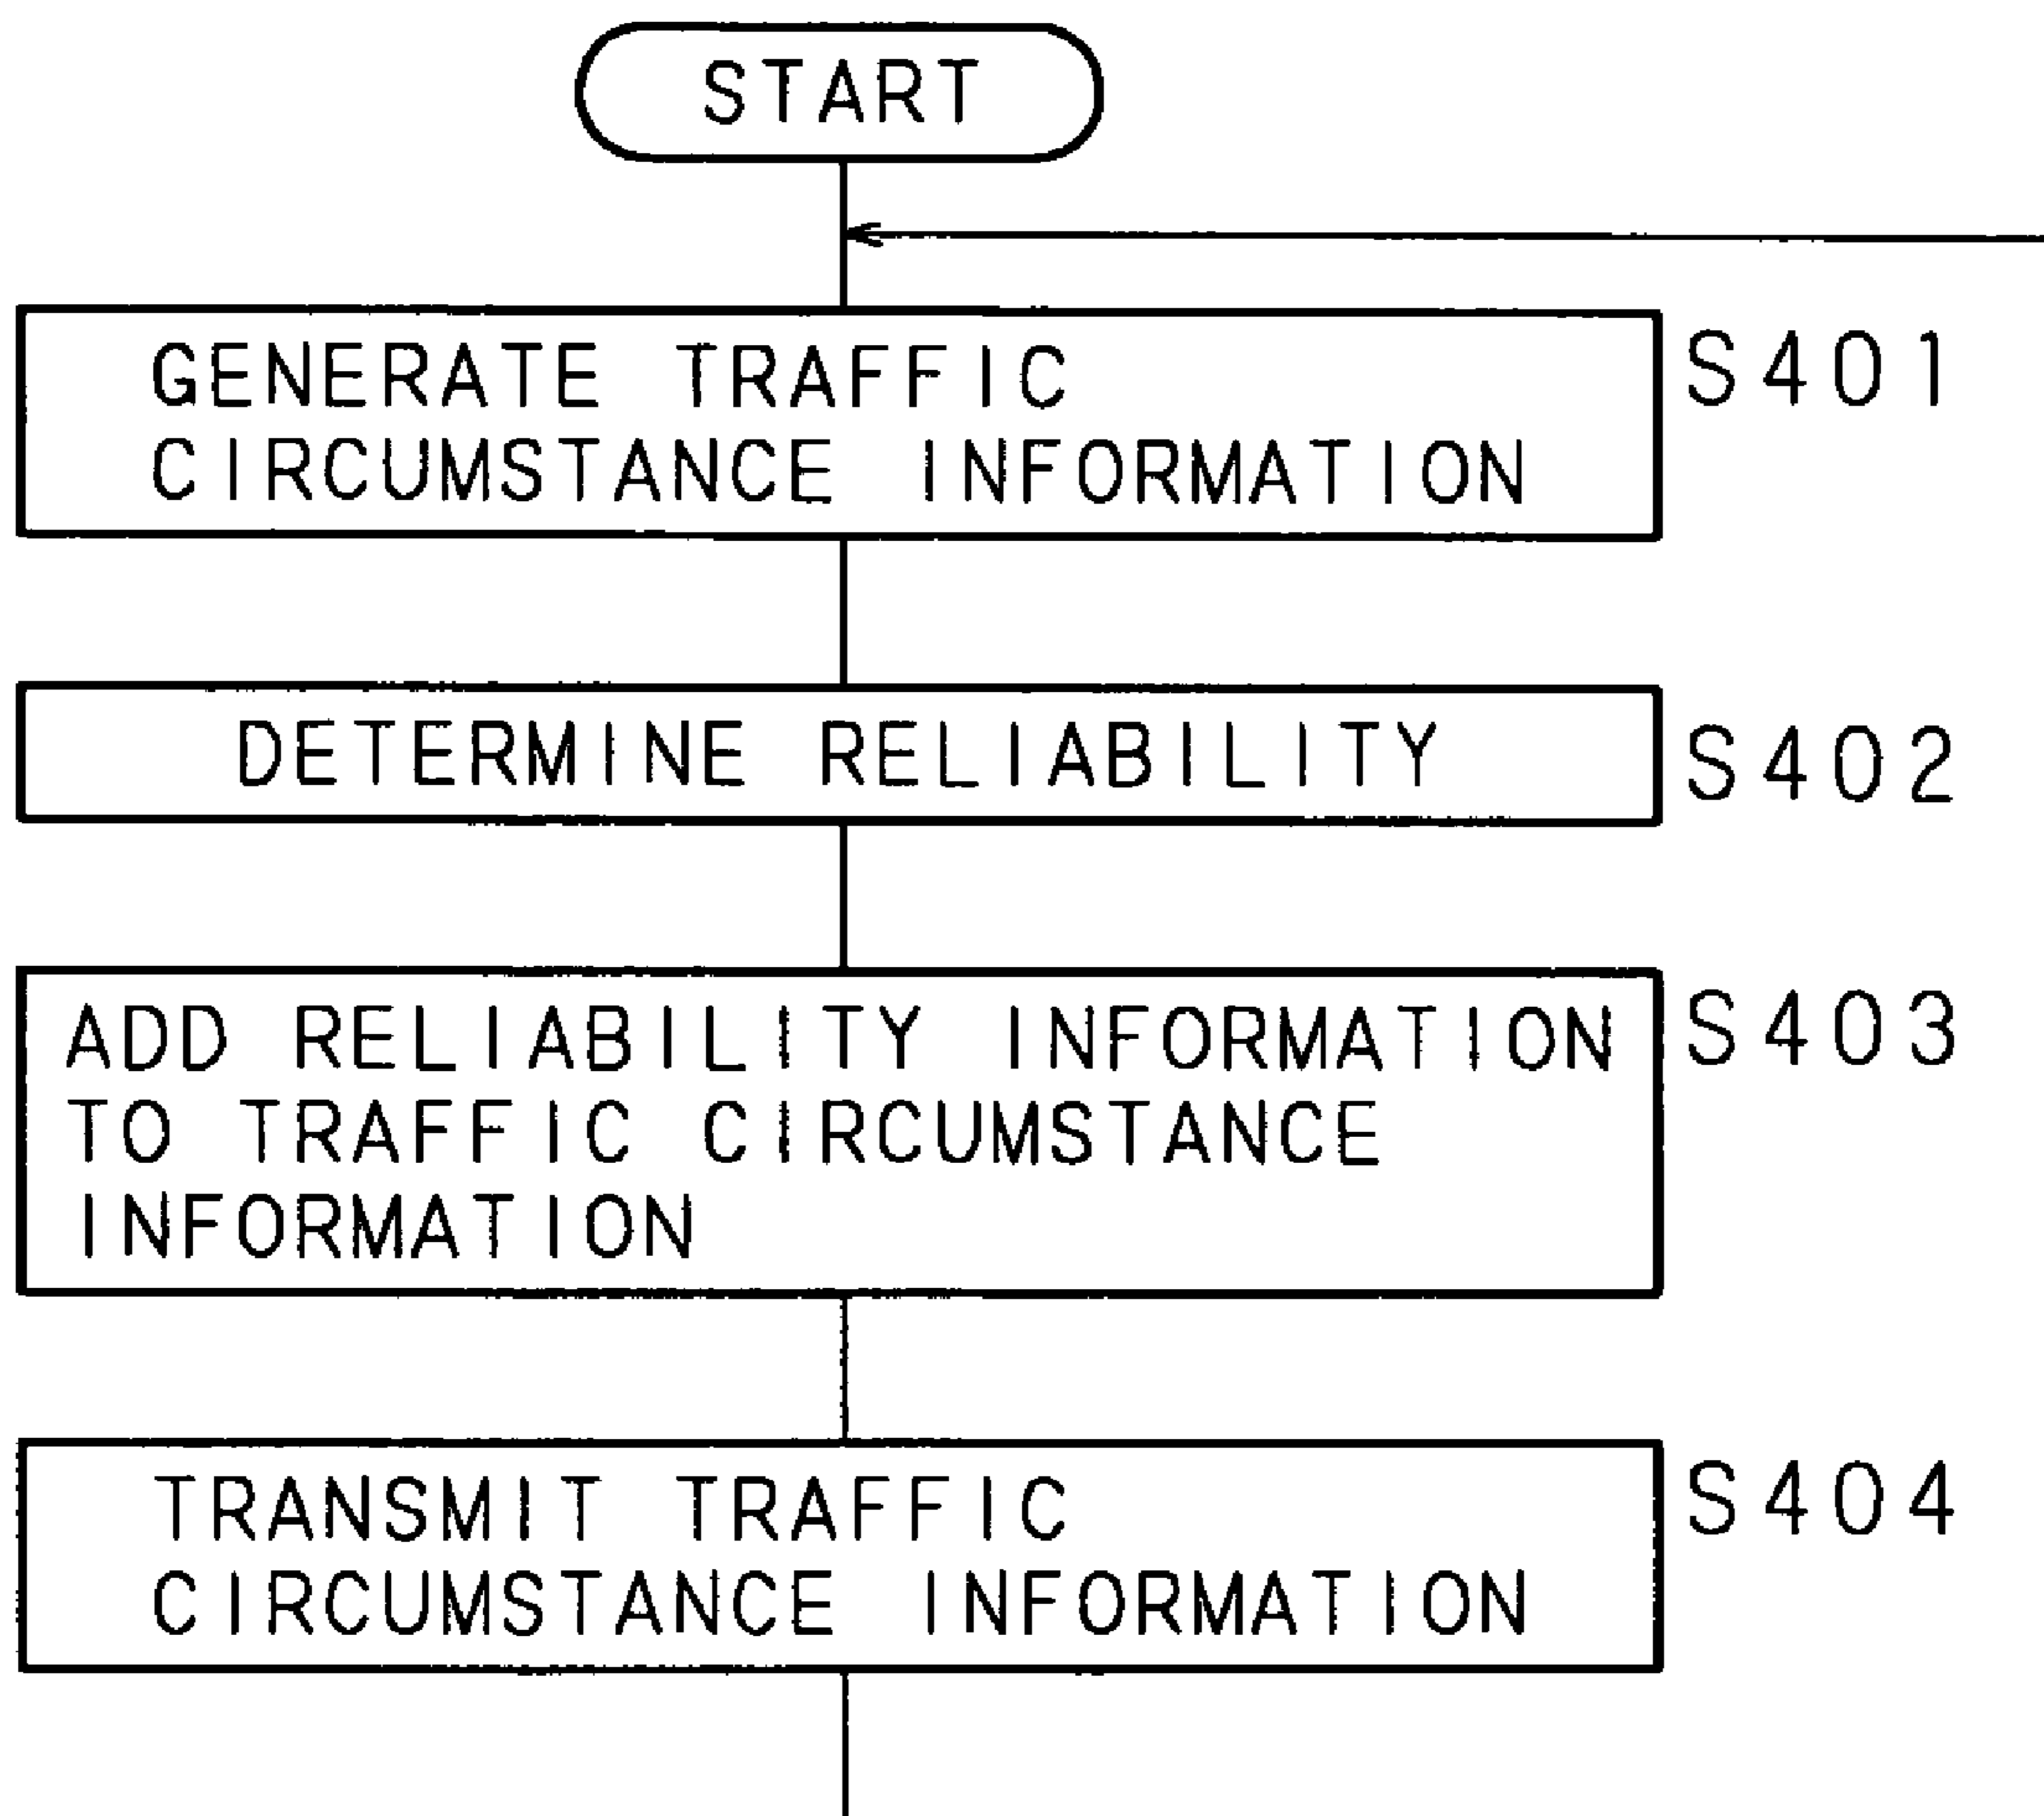 START
GENERATE TRAFFIC
CIRCUMSTANCE INFORMATION
S401
DETERMINE RELIABILITY
S402
ADD RELIABILITY INFORMATION
TO TRAFFIC CIRCUMSTANCE
INFORMATION
S403
TRANSMIT TRAFFIC
CIRCUMSTANCE INFORMATION
S404